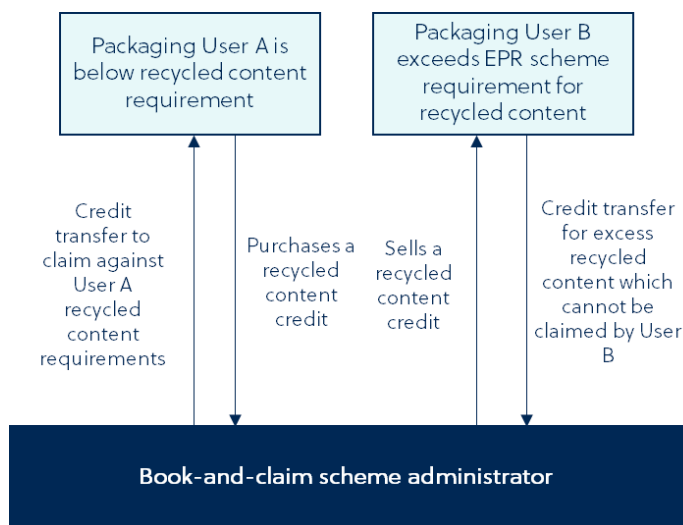 Packaging User A is
below recycled content
requirement
Packaging User B
exceeds EPR scheme
requirement for
recycled content
Credit
transfer to
claim against
User A
recycled
content
requirements
Purchases a
recycled
content
credit
Sells a
recycled
content
credit
Credit transfer
for excess
recycled
content which
cannot be
claimed by User
B
Book-and-claim scheme administrator